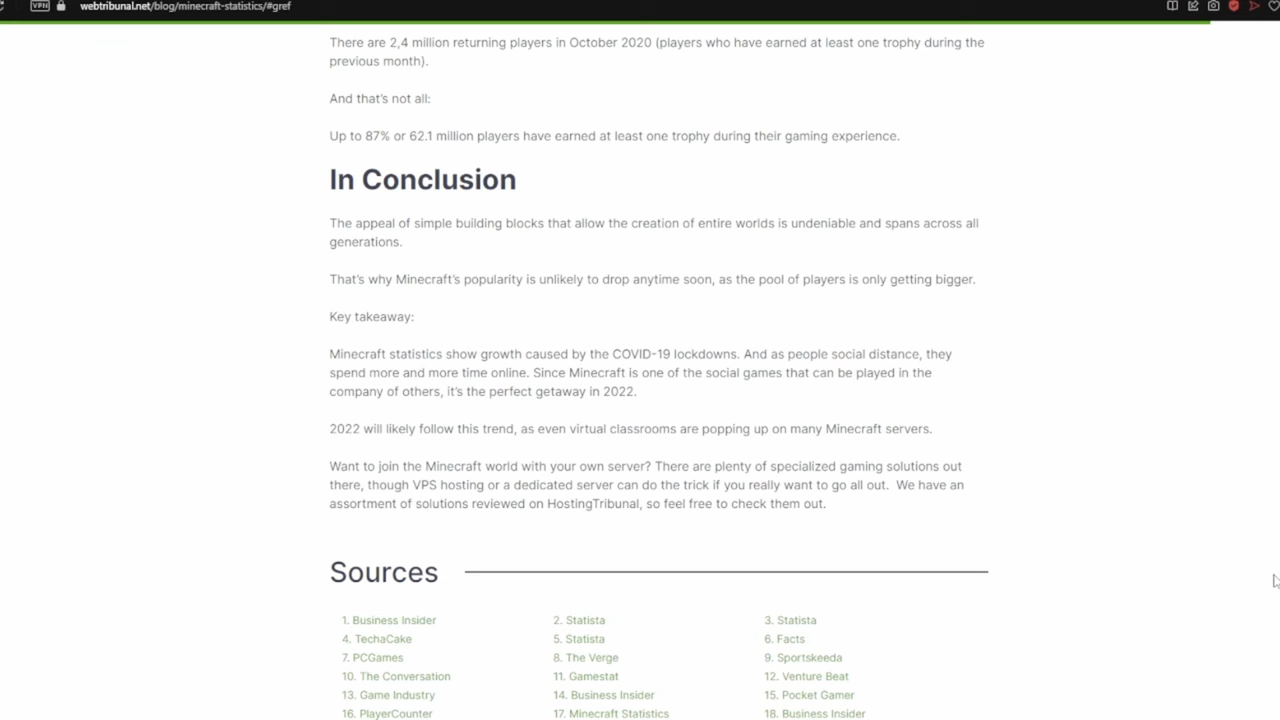 VPN webtribunal.net/blog/minecraft-statistics/#gref
There are 2,4 million returning players in October 2020 (players who have earned at least one trophy during the
previous month).
And that's not all:
Up to 87% or 62.1 million players have earned at least one trophy during their gaming experience.
In Conclusion
The appeal of simple building blocks that allow the creation of entire worlds is undeniable and spans across all
generations.
That's why Minecraft's popularity is unlikely to drop anytime soon, as the pool of players is only getting bigger.
Key takeaway:
Minecraft statistics show growth caused by the COVID-19 lockdowns. And as people social distance, they
spend more and more time online. Since Minecraft is one of the social games that can be played in the
company of others, it's the perfect getaway in 2022.
2022 will likely follow this trend, as even virtual classrooms are popping up on many Minecraft servers.
Want to join the Minecraft world with your own server? There are plenty of specialized gaming solutions out
there, though VPS hosting or a dedicated server can do the trick if you really want to go all out. We have an
assortment of solutions reviewed on HostingTribunal, so feel free to check them out.
Sources
1. Business Insider 2. Statista 3. Statista
4. TechaCake 5. Statista 6. Facts
7. PCGames 8. The Verge 9. Sportskeeda
10. The Conversation 11. Gamestat 12. Venture Beat
13. Game Industry 14. Business Insider 15. Pocket Gamer
16. PlayerCounter 17. Minecraft Statistics 18. Business Insider